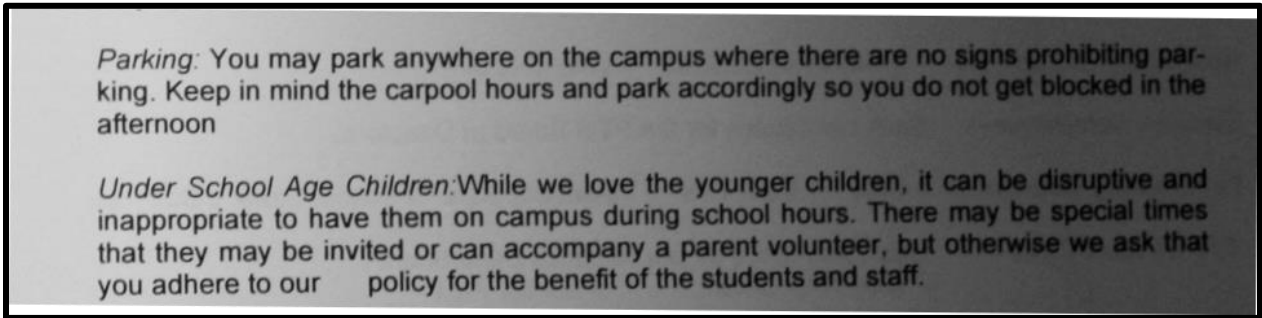 Parking: You may park anywhere on the campus where there are no signs prohibiting par-
king. Keep in mind the carpool hours and park accordingly so you do not get blocked in the
afternoon
Under School Age Children:While we love the younger children, it can be disruptive and
inappropriate to have them on campus during school hours. There may be special times
that they may be invited or can accompany a parent volunteer, but otherwise we ask that
you adhere to our policy for the benefit of the students and staff.